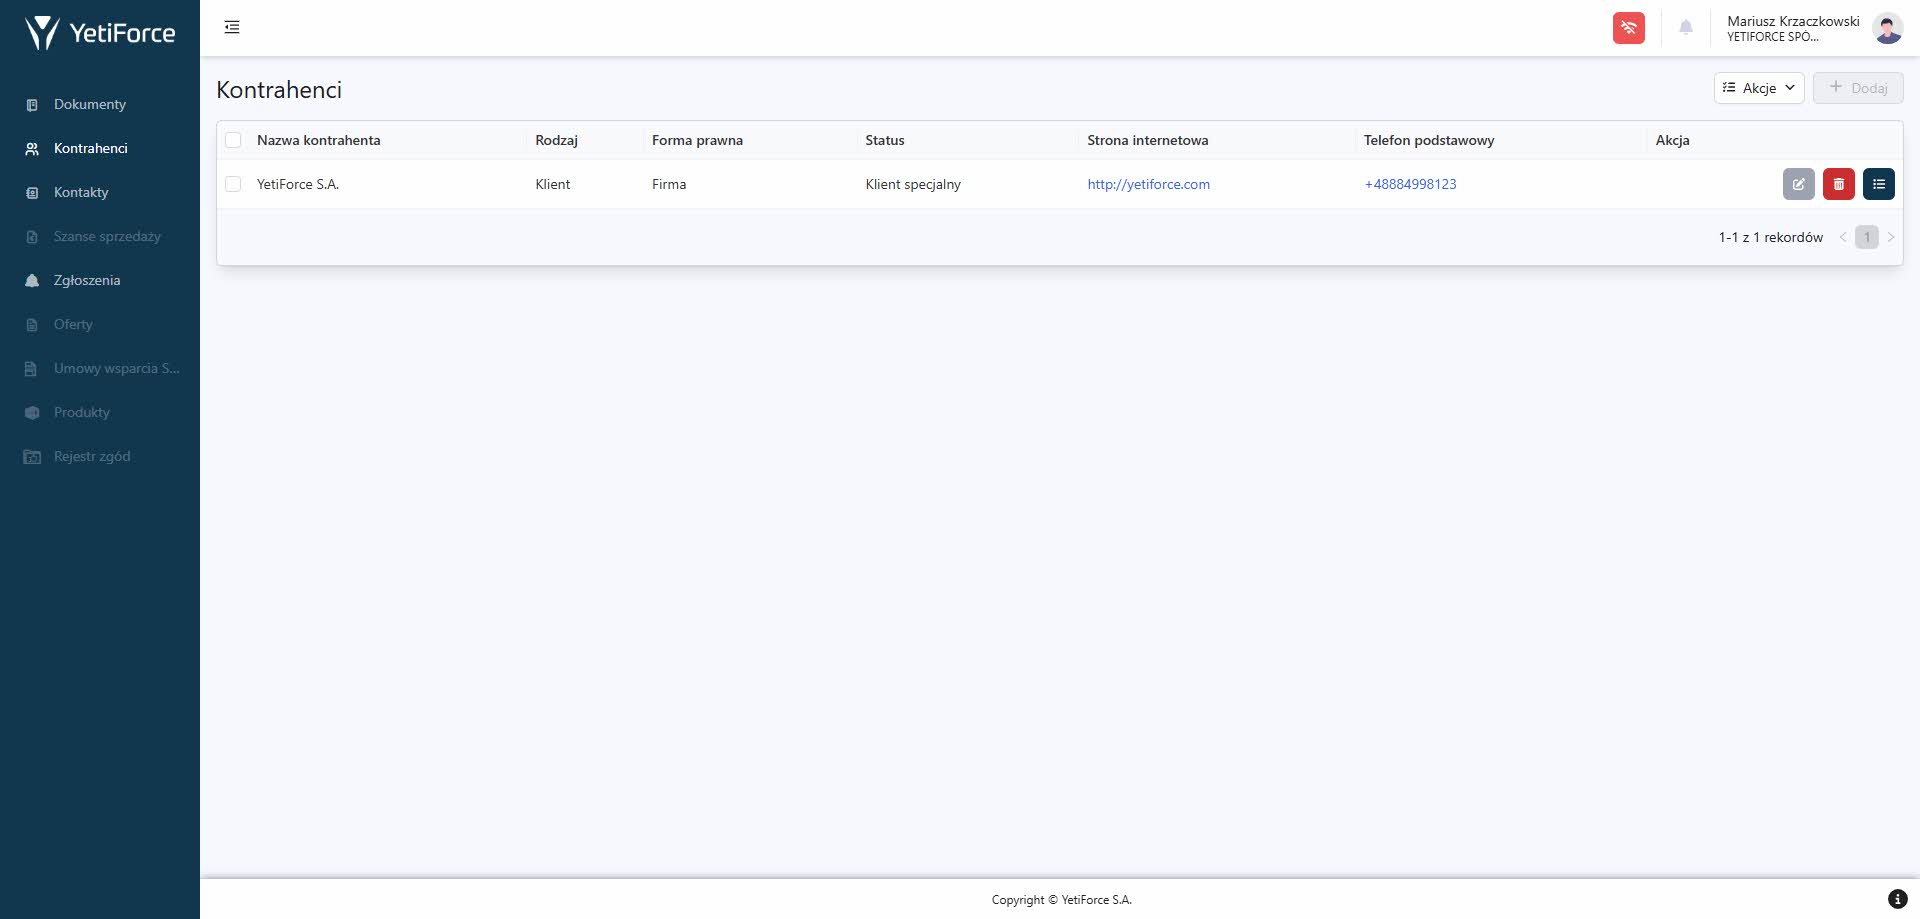 YetiForce
Mariusz Krzaczkowski
YETIFORCE SPÓ...
Dokumenty
Kontrahenci
Kontakty
Szanse sprzedaży
Zgłoszenia
Oferty
Umowy wsparcia S...
Produkty
Rejestr zgód
Kontrahenci
Akcje
Dodaj
Nazwa kontrahenta Rodzaj Forma prawna Status Strona internetowa Telefon podstawowy Akcja
YetiForce S.A. Klient Firma Klient specjalny http://yetiforce.com +48884998123
1-1 z 1 rekordów 1
Copyright © YetiForce S.A.